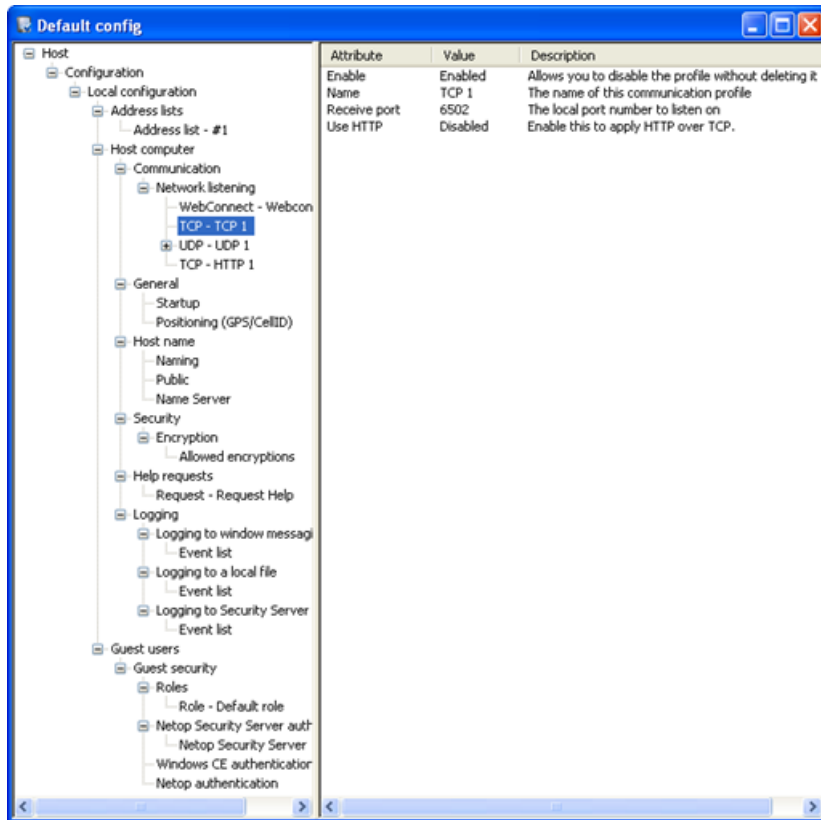 Default config
Host
Configuration
Local configuration
Address lists
Address list - #1
Host computer
Communication
Network listening
WebConnect - Webcon
TCP - TCP 1
UDP - UDP 1
TCP - HTTP 1
General
Startup
Positioning (GPS/CellID)
Host name
Naming
Public
Name Server
Security
Encryption
Allowed encryptions
Help requests
Request - Request Help
Logging
Logging to window messagi
Event list
Logging to a local file
Event list
Logging to Security Server
Event list
Guest users
Guest security
Roles
Role - Default role
Netop Security Server auth
Netop Security Server
Windows CE authentication
Netop authentication
Attribute Value Description
Enable Enabled Allows you to disable the profile without deleting it
Name TCP 1 The name of this communication profile
Receive port 6502 The local port number to listen on
Use HTTP Disabled Enable this to apply HTTP over TCP.